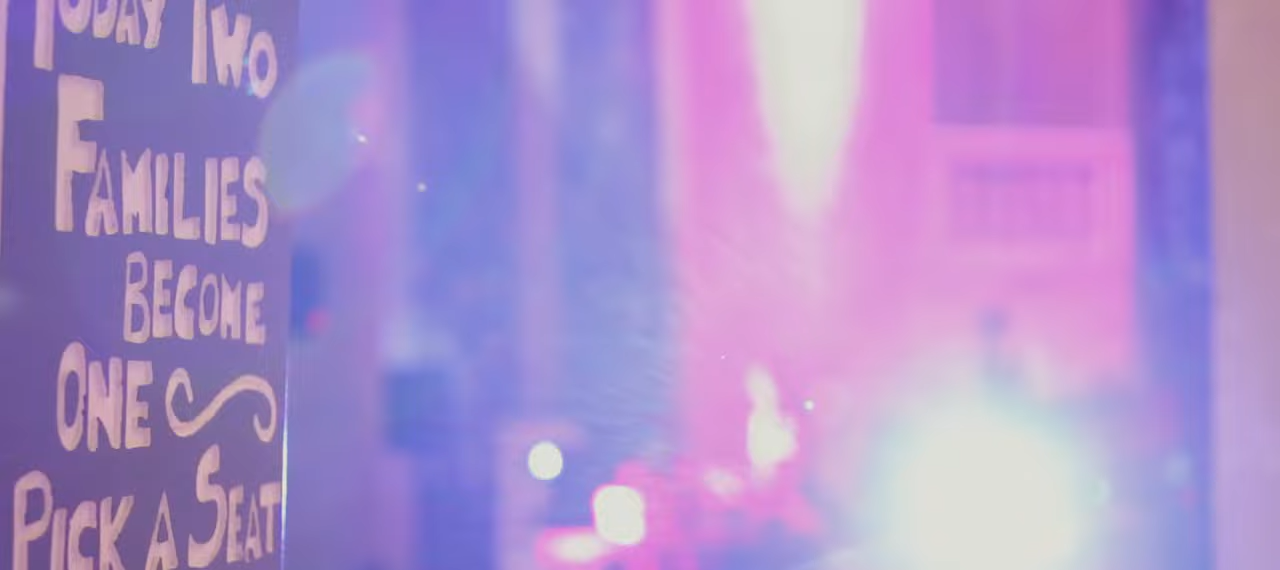 TODAY TWO
FAMILIES
BECOME
ONE
PICK A SEAT